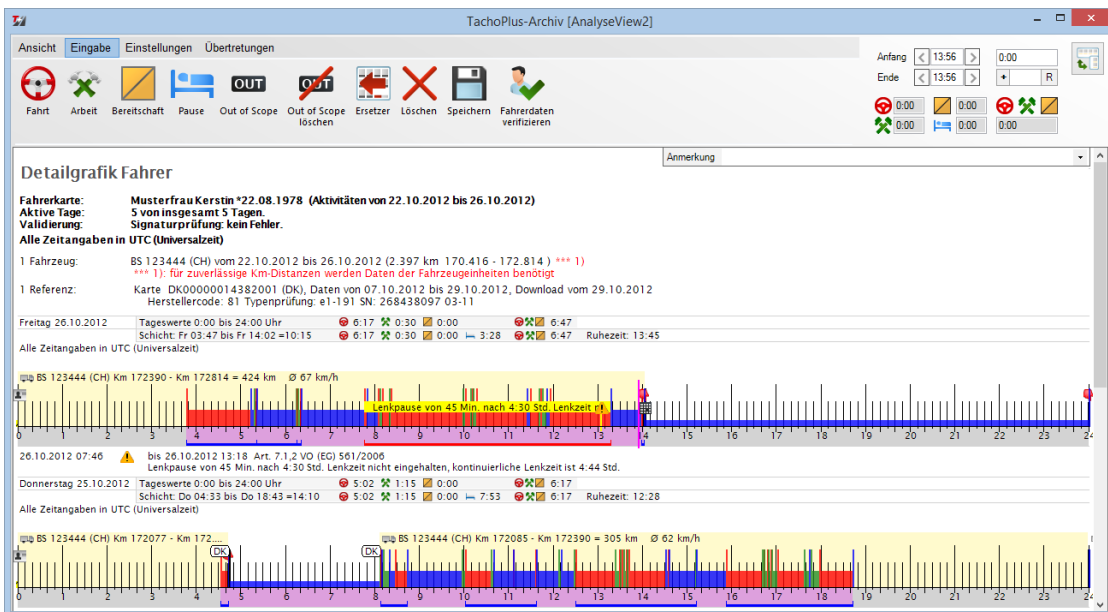 TachoPlus-Archiv [AnalyseView2]
Ansicht Eingabe Einstellungen Übertretungen
Anfang 13:56 0:00
Ende 13:56 + R
OUT OUT
Fahrt Arbeit Bereitschaft Pause Out of Scope Out of Scope löschen Ersetzer Löschen Speichern Fahrerdaten verifizieren
0:00 0:00
0:00 0:00 0:00
Anmerkung
Detailgrafik Fahrer
Fahrerkarte: Musterfrau Kerstin *22.08.1978 (Aktivitäten von 22.10.2012 bis 26.10.2012)
Aktive Tage: 5 von insgesamt 5 Tagen.
Validierung: Signaturprüfung: kein Fehler.
Alle Zeitangaben in UTC (Universalzeit)
1 Fahrzeug: BS 123444 (CH) vom 22.10.2012 bis 26.10.2012 (2.397 km 170.416 - 172.814 ) *** 1)
*** 1): für zuverlässige Km-Distanzen werden Daten der Fahrzeugeinheiten benötigt
1 Referenz: Karte DK00000014382001 (DK), Daten von 07.10.2012 bis 29.10.2012, Download vom 29.10.2012
Herstellercode: 81 Typenprüfung: e1-191 SN: 268438097 03-11
Freitag 26.10.2012 Tageswerte 0:00 bis 24:00 Uhr 6:17 0:30 0:00 6:47
Schicht: Fr 03:47 bis Fr 14:02 =10:15 6:17 0:30 0:00 3:28 6:47 Ruhezeit: 13:45
Alle Zeitangaben in UTC (Universalzeit)
BS 123444 (CH) Km 172390 - Km 172814 = 424 km Ø 67 km/h
Lenkpause von 45 Min. nach 4:30 Std. Lenkzeit
0 1 2 3 4 5 6 7 8 9 10 11 12 13 14 15 16 17 18 19 20 21 22 23 24
26.10.2012 07:46 bis 26.10.2012 13:18 Art. 7.1,2 VO (EG) 561/2006
Lenkpause von 45 Min. nach 4:30 Std. Lenkzeit nicht eingehalten, kontinuierliche Lenkzeit ist 4:44 Std.
Donnerstag 25.10.2012 Tageswerte 0:00 bis 24:00 Uhr 5:02 1:15 0:00 6:17
Schicht: Do 04:33 bis Do 18:43 =14:10 5:02 1:15 0:00 7:53 6:17 Ruhezeit: 12:28
Alle Zeitangaben in UTC (Universalzeit)
BS 123444 (CH) Km 172077 - Km 172.... BS 123444 (CH) Km 172085 - Km 172390 = 305 km Ø 62 km/h
DK DK
0 1 2 3 4 5 6 7 8 9 10 11 12 13 14 15 16 17 18 19 20 21 22 23 24